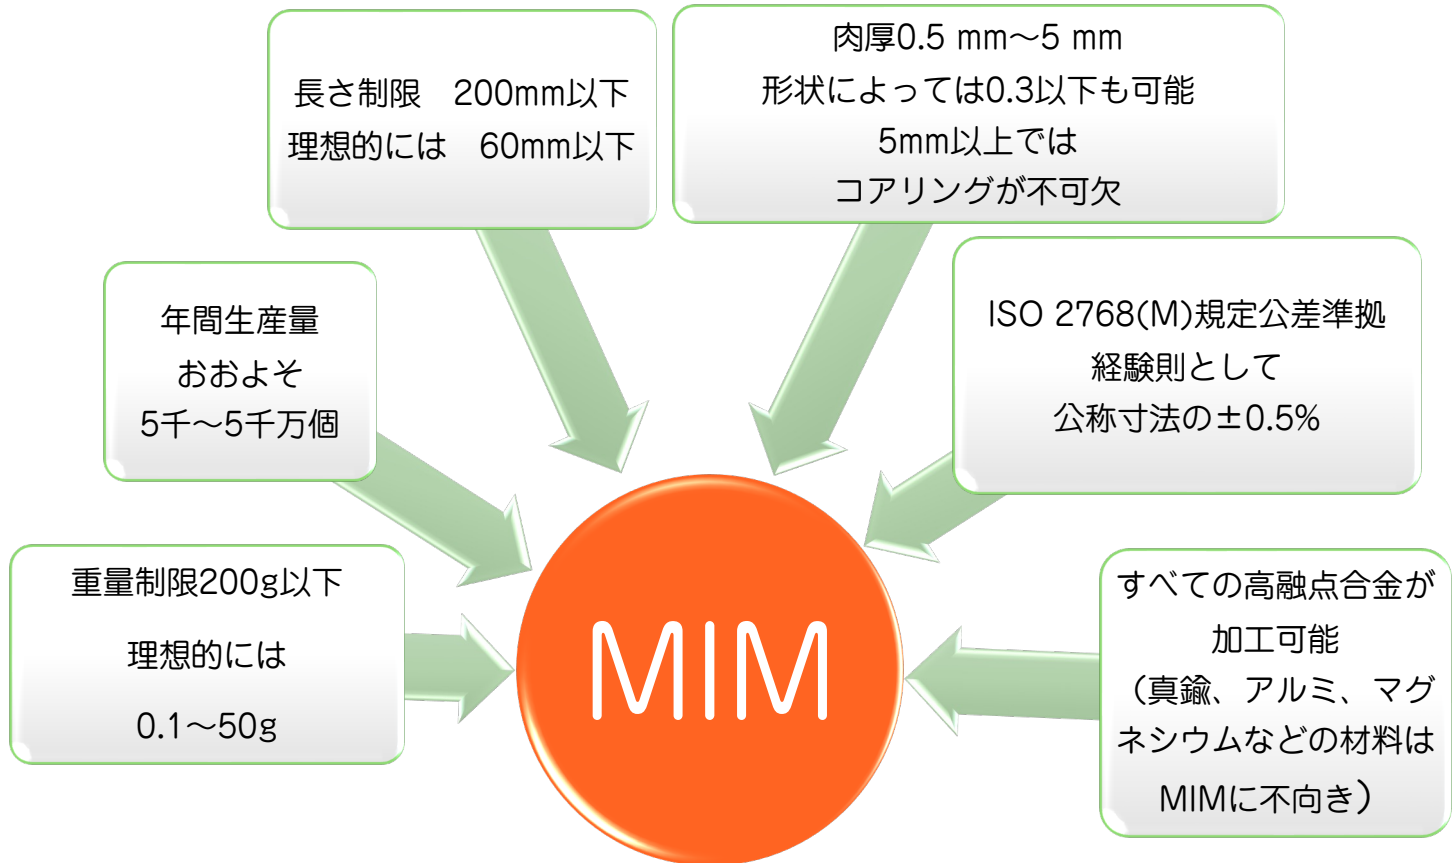 長さ制限　200mm以下
理想的には　60mm以下
肉厚0.5 mm～5 mm
形状によっては0.3以下も可能
5mm以上では
コアリングが不可欠
年間生産量
おおよそ
5千～5千万個
ISO 2768(M)規定公差準拠
経験則として
公称寸法の±0.5%
重量制限200g以下
理想的には
0.1～50g
MIM
すべての高融点合金が
加工可能
（真鍮、アルミ、マグ
ネシウムなどの材料は
MIMに不向き）